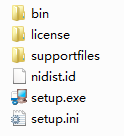 bin
license
supportfiles
nidist.id
setup.exe
setup.ini